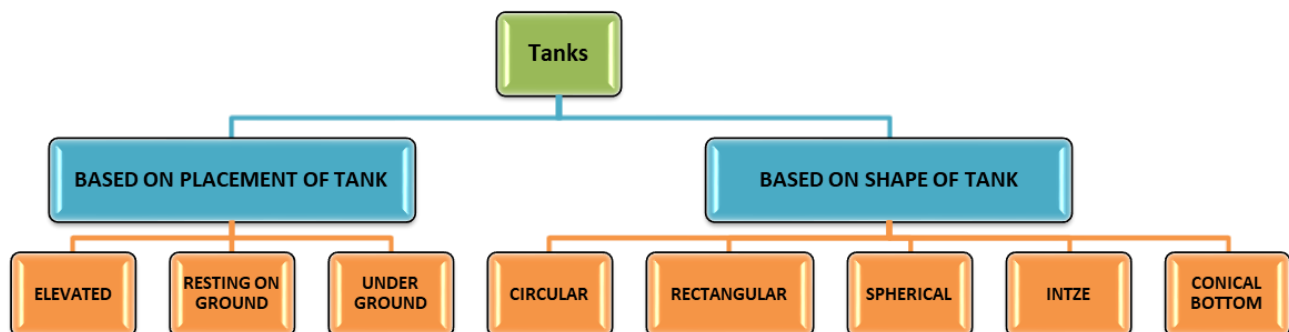 Tanks
BASED ON PLACEMENT OF TANK
BASED ON SHAPE OF TANK
ELEVATED
RESTING ON
GROUND
UNDER
GROUND
CIRCULAR
RECTANGULAR
SPHERICAL
INTZE
CONICAL
BOTTOM